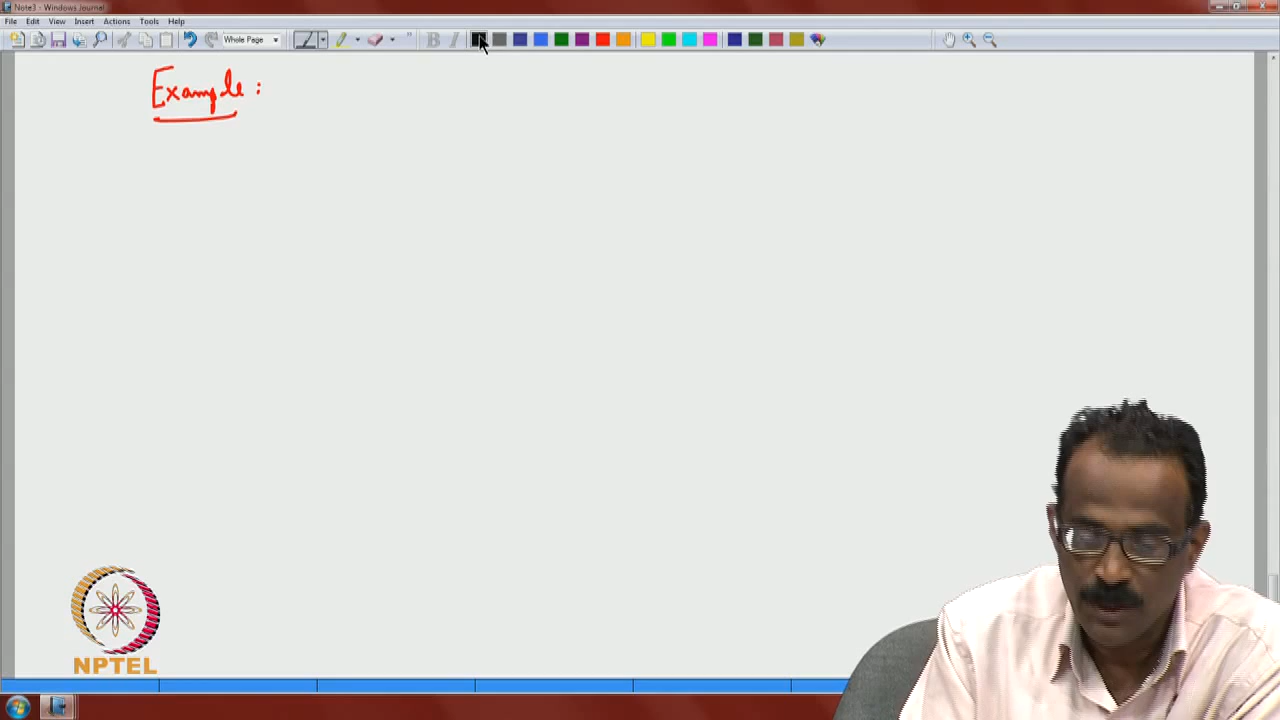 Note3 - Windows Journal
File Edit View Insert Actions Tools Help
Whole Page B I
Example :
NPTEL